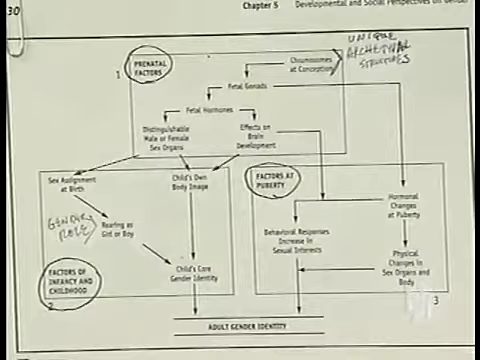 30
Chapter 5 Developmental and Social Perspectives on Gender
UNIQUE
ARCHETYPAL
STRUCTURES
PRENATAL
FACTORS
1
Chromosomes
at Conception
Fetal Gonads
Fetal Hormones
Distinguishable
Male or Female
Sex Organs
Effects on
Brain
Development
Sex Assignment
at Birth
Child's Own
Body Image
FACTORS AT
PUBERTY
GENDER
ROLE
Rearing as
Girl or Boy
Hormonal
Changes
at Puberty
Behavioral Responses
Increase in
Sexual Interests
Child's Core
Gender Identity
Physical
Changes in
Sex Organs and
Body
FACTORS OF
INFANCY AND
CHILDHOOD
2
3
ADULT GENDER IDENTITY